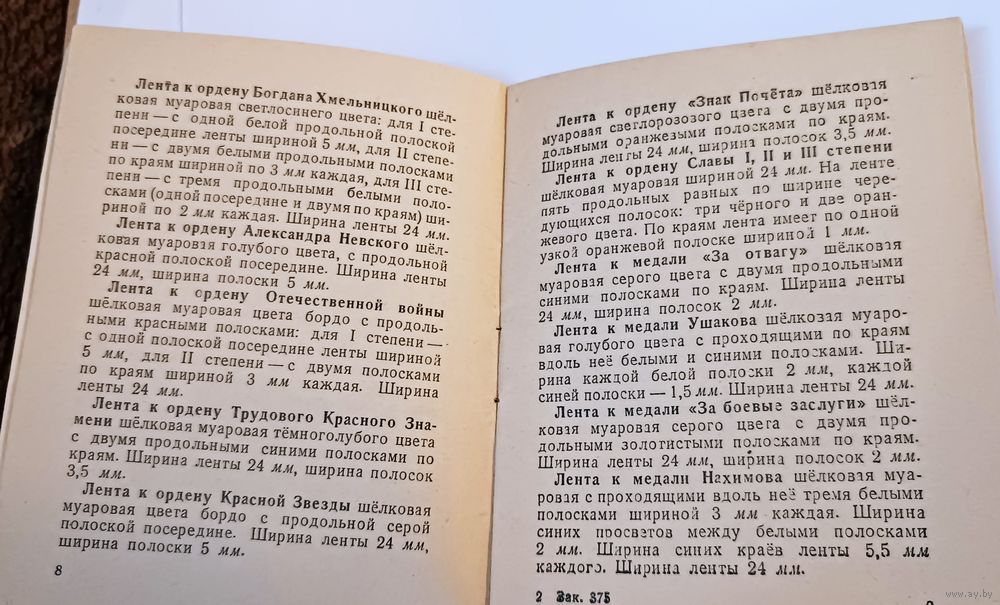 Лента к ордену Богдана Хмельницкого шёл-
ковая муаровая светлосинего цвета: для I сте-
пени — с одной белой продольной полоской
посередине ленты шириной 5 мм, для II степе-
ни — с двумя белыми продольными полосками
по краям шириной по 3 мм каждая, для III сте-
пени — с тремя продольными белыми поло-
сками (одной посередине и двумя по краям) ши-
риной по 2 мм каждая. Ширина ленты 24 мм.
Лента к ордену Александра Невского шёл-
ковая муаровая голубого цвета, с продольной
красной полоской посередине. Ширина ленты
24 мм, ширина полоски 5 мм.
Лента к ордену Отечественной войны
шёлковая муаровая цвета бордо с продоль-
ными красными полосками: для I степени —
с одной полоской посередине ленты шириной
5 мм, для II степени — с двумя полосками
по краям шириной 3 мм каждая. Ширина
ленты 24 мм.
Лента к ордену Трудового Красного Зна-
мени шёлковая муаровая тёмноголубого цвета
с двумя продольными синими полосками по
краям. Ширина ленты 24 мм, ширина полосок
3,5 мм.
Лента к ордену Красной Звезды шёлковая
муаровая цвета бордо с продольной серой
полоской посередине. Ширина ленты 24 мм,
ширина полоски 5 мм.
8
Лента к ордену «Знак Почёта» шёлковая
муаровая светлорозового цвета с двумя про-
дольными оранжевыми полосками по краям.
Ширина ленты 24 мм, ширина полосок 3,5 мм.
Лента к ордену Славы I, II и III степени
шёлковая муаровая шириной 24 мм. На ленте
пять продольных равных по ширине чере-
дующихся полосок: три чёрного и две оран-
жевого цвета. По краям лента имеет по одной
узкой оранжевой полоске шириной 1 мм.
Лента к медали «За отвагу» шёлковая
муаровая серого цвета с двумя продольными
синими полосками по краям. Ширина ленты
24 мм, ширина полосок 2 мм.
Лента к медали Ушакова шёлковая муаро-
вая голубого цвета с проходящими по краям
вдоль неё белыми и синими полосками. Ши-
рина каждой белой полоски 2 мм, каждой
синей полоски — 1,5 мм. Ширина ленты 24 мм.
Лента к медали «За боевые заслуги» шёл-
ковая муаровая серого цвета с двумя про-
дольными золотистыми полосками по краям.
Ширина ленты 24 мм, ширина полосок 2 мм.
Лента к медали Нахимова шёлковая муа-
ровая с проходящими вдоль неё тремя белыми
полосками шириной 3 мм каждая. Ширина
синих просветов между белыми полосками
2 мм. Ширина синих краёв ленты 5,5 мм
каждого. Ширина ленты 24 мм.
2 Зак. 375
www.ay.by